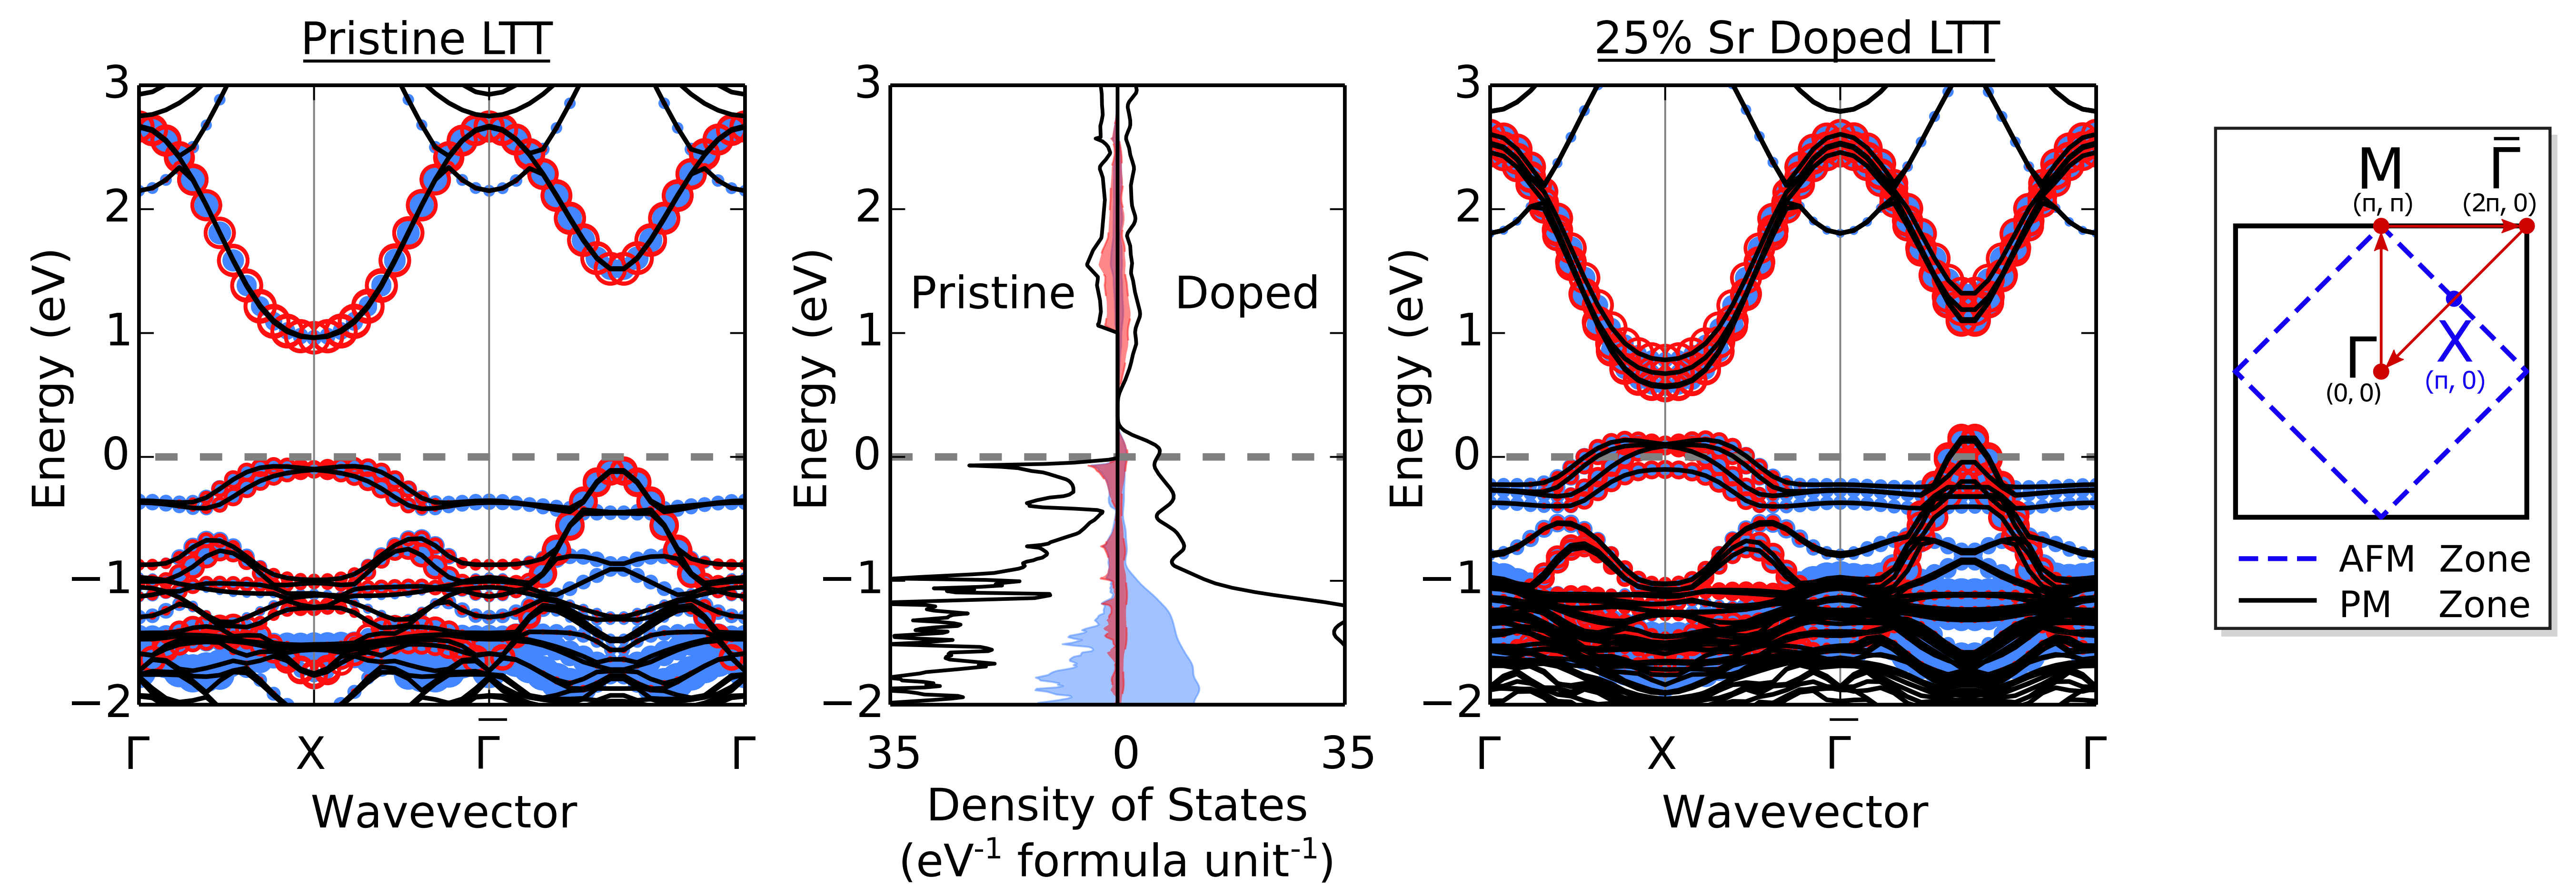 Pristine LTT
3
2
1
0
−1
−2
Energy (eV)
Γ X Γ̅ Γ
Wavevector
3
2
1
0
−1
−2
Energy (eV)
Pristine Doped
35 0 35
Density of States
(eV⁻¹ formula unit⁻¹)
25% Sr Doped LTT
3
2
1
0
−1
−2
Energy (eV)
Γ X Γ̅ Γ
Wavevector
M Γ̅
(π, π) (2π, 0)
Γ X
(0, 0) (π, 0)
AFM Zone
PM Zone